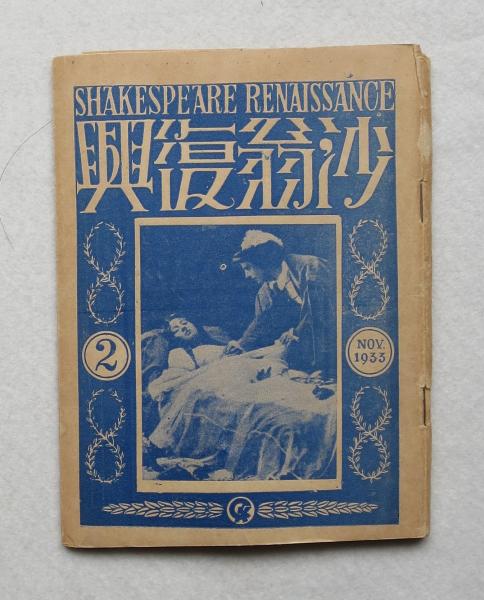 SHAKESPEARE RENAISSANCE
沙翁復興
2
NOV.
1933